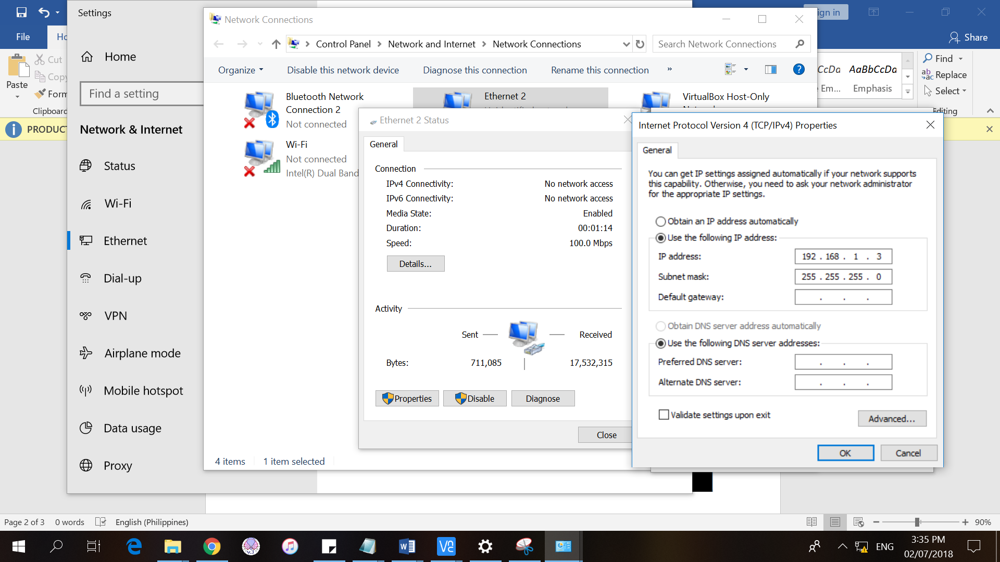 File
Ho
Sign in
Share
Paste
Cut
Copy
Form
Clipboard
CcDd
AaBbCcDd
Em...
Emphasis
Find
Replace
Select
Editing
PRODUCT
Settings
Home
Find a setting
Network & Internet
Status
Wi-Fi
Ethernet
Dial-up
VPN
Airplane mode
Mobile hotspot
Data usage
Proxy
Network Connections
Control Panel > Network and Internet > Network Connections
Search Network Connections
Organize
Disable this network device
Diagnose this connection
Rename this connection
»
?
Bluetooth Network
Connection 2
Not connected
Wi-Fi
Not connected
Intel(R) Dual Band
Ethernet 2
VirtualBox Host-Only
4 items
1 item selected
Ethernet 2 Status
General
Connection
IPv4 Connectivity: No network access
IPv6 Connectivity: No network access
Media State: Enabled
Duration: 00:01:14
Speed: 100.0 Mbps
Details...
Activity
Sent
Received
Bytes: 711,085 17,532,315
Properties
Disable
Diagnose
Close
Internet Protocol Version 4 (TCP/IPv4) Properties
General
You can get IP settings assigned automatically if your network supports
this capability. Otherwise, you need to ask your network administrator
for the appropriate IP settings.
Obtain an IP address automatically
Use the following IP address:
IP address: 192 . 168 . 1 . 3
Subnet mask: 255 . 255 . 255 . 0
Default gateway: . . .
Obtain DNS server address automatically
Use the following DNS server addresses:
Preferred DNS server: . . .
Alternate DNS server: . . .
Validate settings upon exit
Advanced...
OK
Cancel
Page 2 of 3
0 words
English (Philippines)
90%
V.3
ENG
3:35 PM
02/07/2018